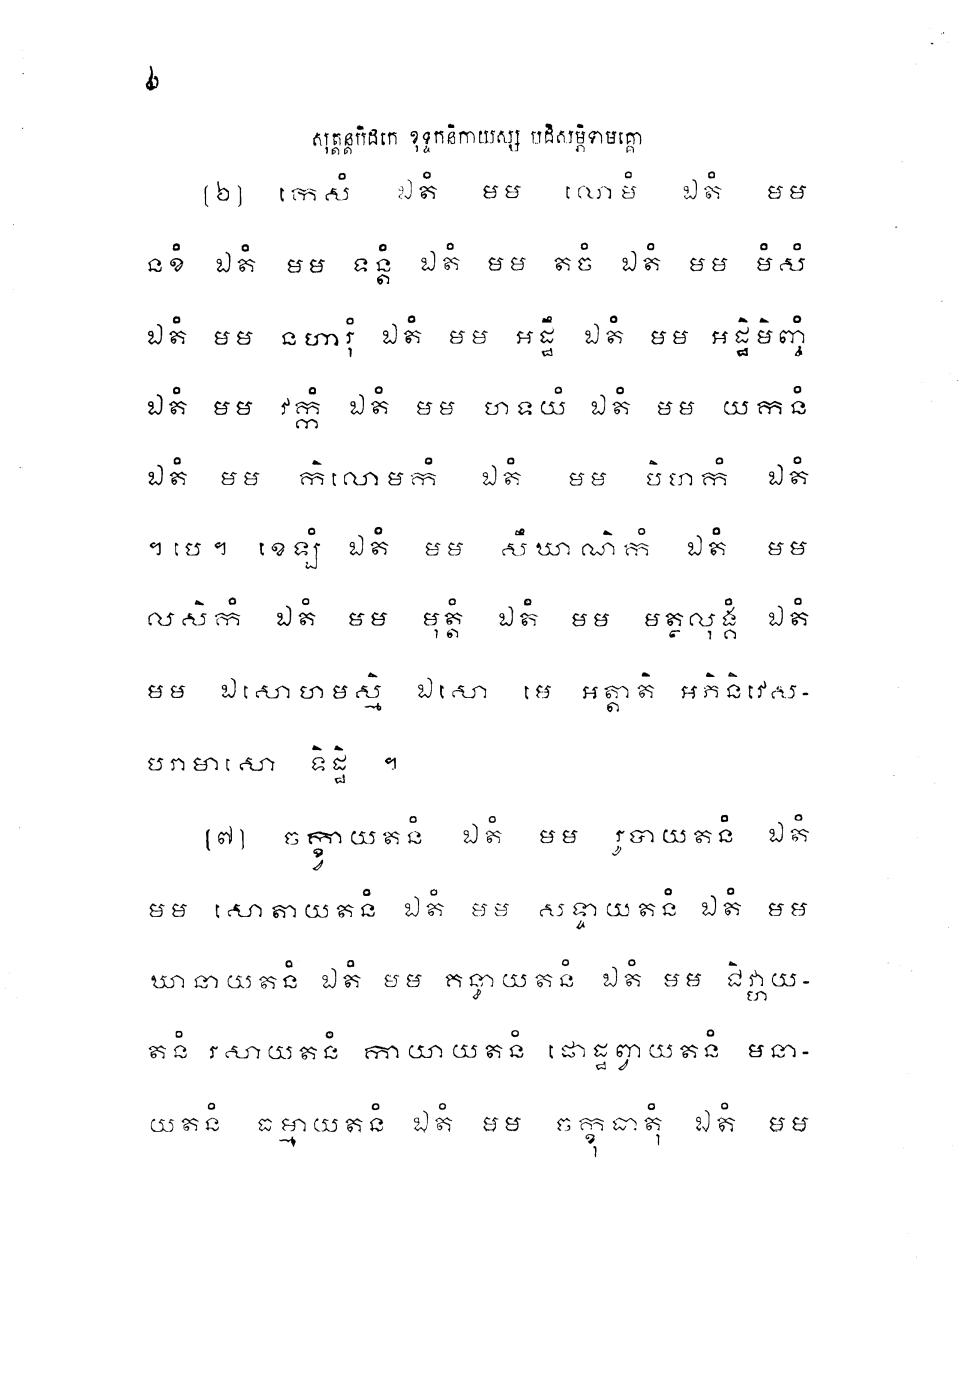 ៦
សុត្តន្តបិដកេ ខុទ្ទកនិកាយស្ស បដិសម្ភិទាមគ្គោ
(៦) កេសំ ឯតំ មម លោមំ ឯតំ មម
នខំ ឯតំ មម ទន្តំ ឯតំ មម តចំ ឯតំ មម មំសំ
ឯតំ មម នហារុំ ឯតំ មម អដ្ឋឹ ឯតំ មម អដ្ឋិមិញ្ជំ
ឯតំ មម វក្កំ ឯតំ មម ហទយំ ឯតំ មម យកនំ
ឯតំ មម កិលោមកំ ឯតំ មម បិហកំ ឯតំ
។បេ។ ខេឡំ ឯតំ មម សឹឃាណិកំ ឯតំ មម
លសិកំ ឯតំ មម មុត្តំ ឯតំ មម មត្ថលុង្គំ ឯតំ
មម ឯសោហមស្មិ ឯសោ មេ អត្តាតិ អភិនិវេស-
បរាមាសោ ទិដ្ឋិ ។
(៧) ចក្ខ្វាយតនំ ឯតំ មម រូបាយតនំ ឯតំ
មម សោតាយតនំ ឯតំ មម សទ្ទាយតនំ ឯតំ មម
ឃានាយតនំ ឯតំ មម គន្ធាយតនំ ឯតំ មម ជិវ្ហាយ-
តនំ រសាយតនំ កាយាយតនំ ផោដ្ឋព្វាយតនំ មនា-
យតនំ ធម្មាយតនំ ឯតំ មម ចក្ខុធាតុំ ឯតំ មម